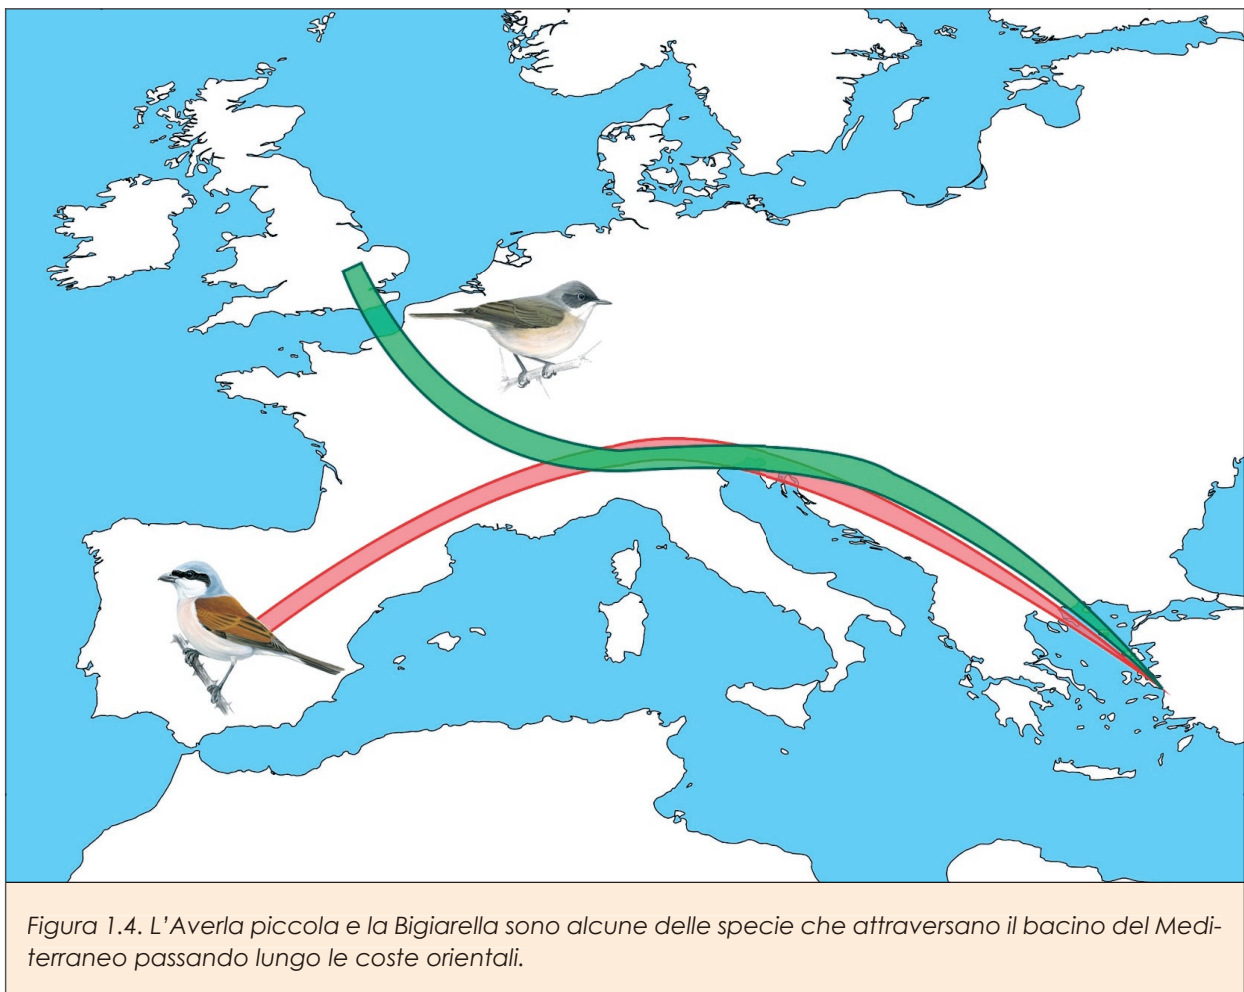 Figura 1.4. L'Averla piccola e la Bigiarella sono alcune delle specie che attraversano il bacino del Medi-
terraneo passando lungo le coste orientali.